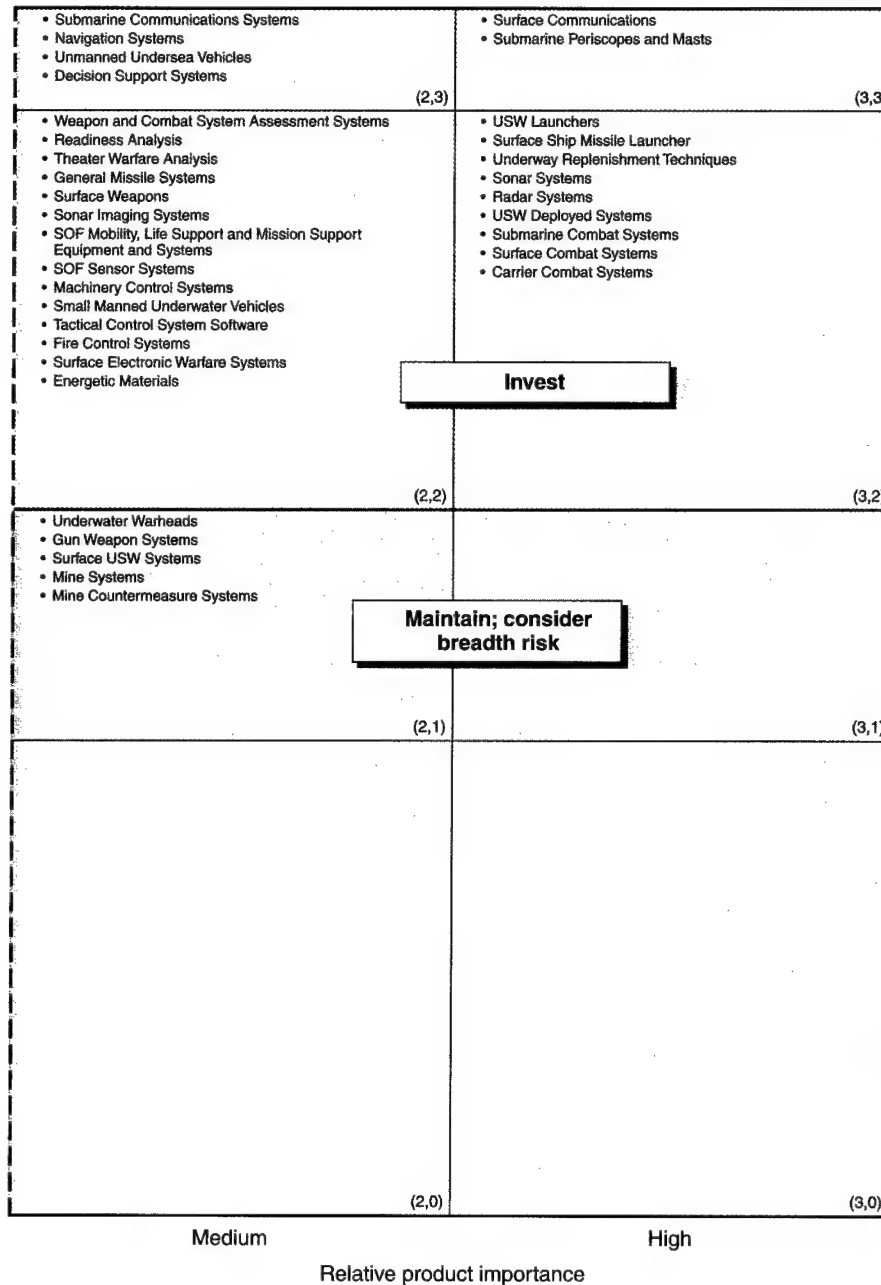 • Submarine Communications Systems
• Navigation Systems
• Unmanned Undersea Vehicles
• Decision Support Systems
(2,3)
• Surface Communications
• Submarine Periscopes and Masts
(3,3
• Weapon and Combat System Assessment Systems
• Readiness Analysis
• Theater Warfare Analysis
• General Missile Systems
• Surface Weapons
• Sonar Imaging Systems
• SOF Mobility, Life Support and Mission Support
Equipment and Systems
• SOF Sensor Systems
• Machinery Control Systems
• Small Manned Underwater Vehicles
• Tactical Control System Software
• Fire Control Systems
• Surface Electronic Warfare Systems
• Energetic Materials
(2,2)
• USW Launchers
• Surface Ship Missile Launcher
• Underway Replenishment Techniques
• Sonar Systems
• Radar Systems
• USW Deployed Systems
• Submarine Combat Systems
• Surface Combat Systems
• Carrier Combat Systems
Invest
(3,2)
• Underwater Warheads
• Gun Weapon Systems
• Surface USW Systems
• Mine Systems
• Mine Countermeasure Systems
Maintain; consider
breadth risk
(2,1)
(3,1)
(2,0)
(3,0)
Medium
High
Relative product importance